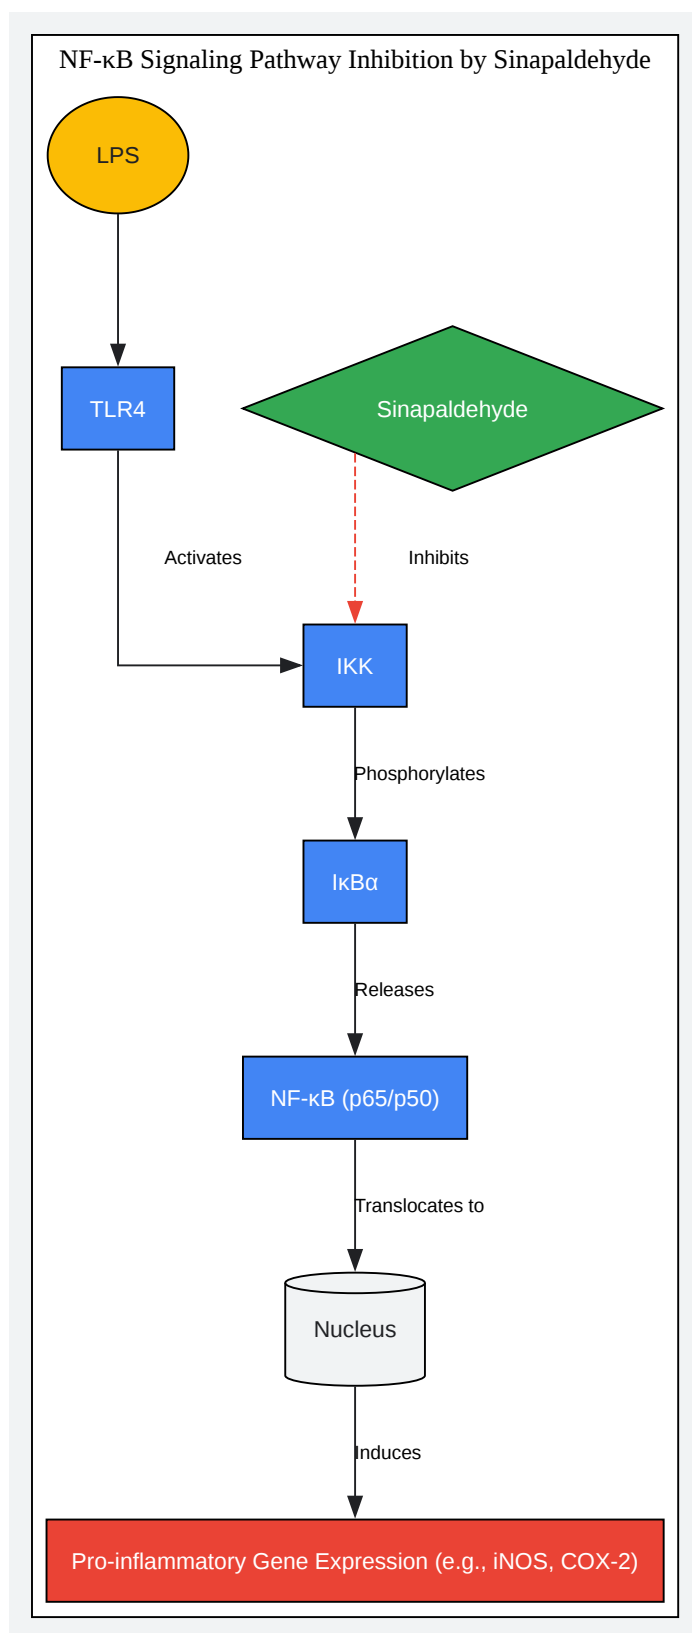 NF-κB Signaling Pathway Inhibition by Sinapaldehyde
LPS
TLR4
Sinapaldehyde
Activates
Inhibits
IKK
Phosphorylates
IκBα
Releases
NF-κB (p65/p50)
Translocates to
Nucleus
Induces
Pro-inflammatory Gene Expression (e.g., iNOS, COX-2)